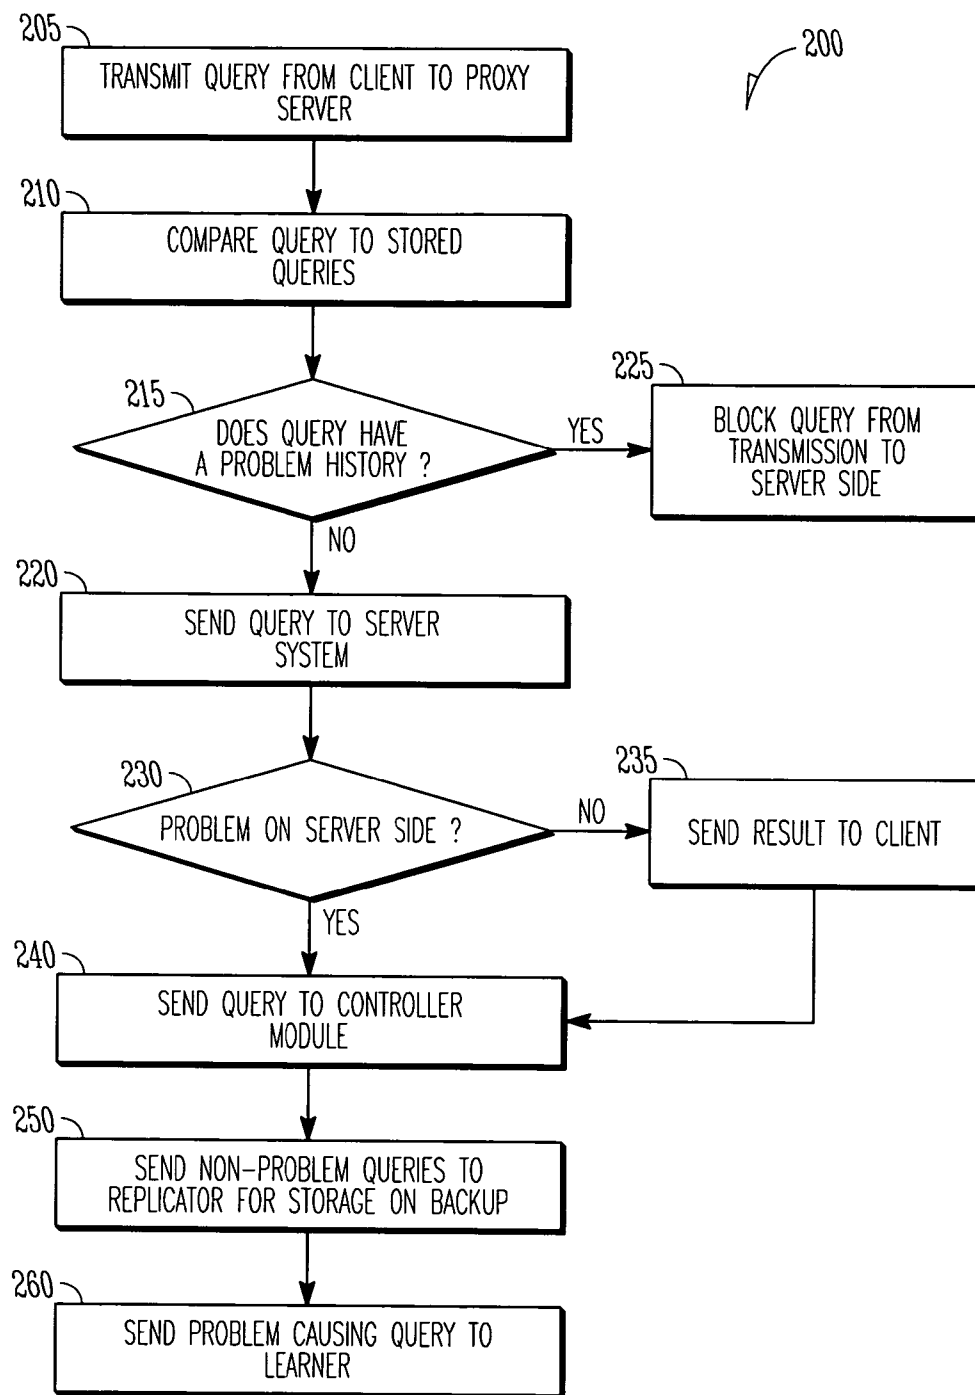 205
200
TRANSMIT QUERY FROM CLIENT TO PROXY
SERVER
210
COMPARE QUERY TO STORED
QUERIES
215
DOES QUERY HAVE
A PROBLEM HISTORY ?
YES
225
BLOCK QUERY FROM
TRANSMISSION TO
SERVER SIDE
NO
220
SEND QUERY TO SERVER
SYSTEM
230
PROBLEM ON SERVER SIDE ?
NO
235
SEND RESULT TO CLIENT
YES
240
SEND QUERY TO CONTROLLER
MODULE
250
SEND NON-PROBLEM QUERIES TO
REPLICATOR FOR STORAGE ON BACKUP
260
SEND PROBLEM CAUSING QUERY TO
LEARNER